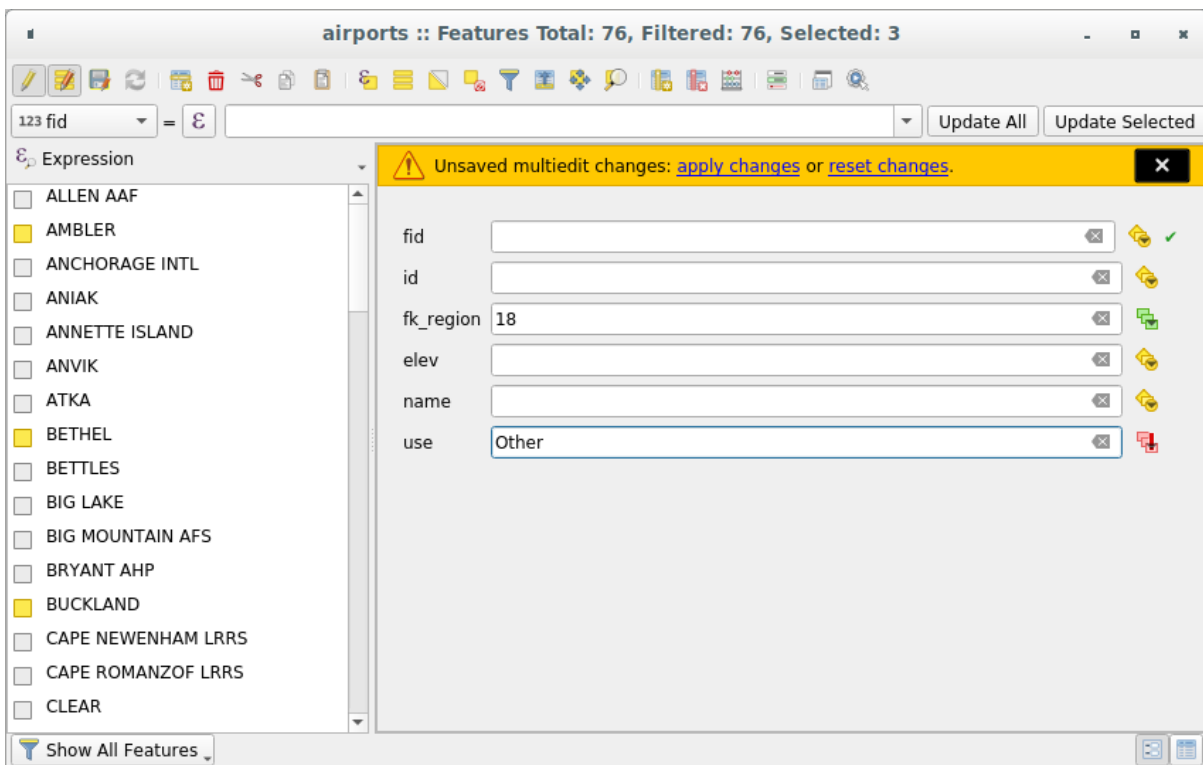 airports :: Features Total: 76, Filtered: 76, Selected: 3
123 fid = ε Update All Update Selected
ε Expression
Unsaved multiedit changes: apply changes or reset changes.
ALLEN AAF
AMBLER
ANCHORAGE INTL
ANIAK
ANNETTE ISLAND
ANVIK
ATKA
BETHEL
BETTLES
BIG LAKE
BIG MOUNTAIN AFS
BRYANT AHP
BUCKLAND
CAPE NEWENHAM LRRS
CAPE ROMANZOF LRRS
CLEAR
fid
id
fk_region 18
elev
name
use Other
Show All Features